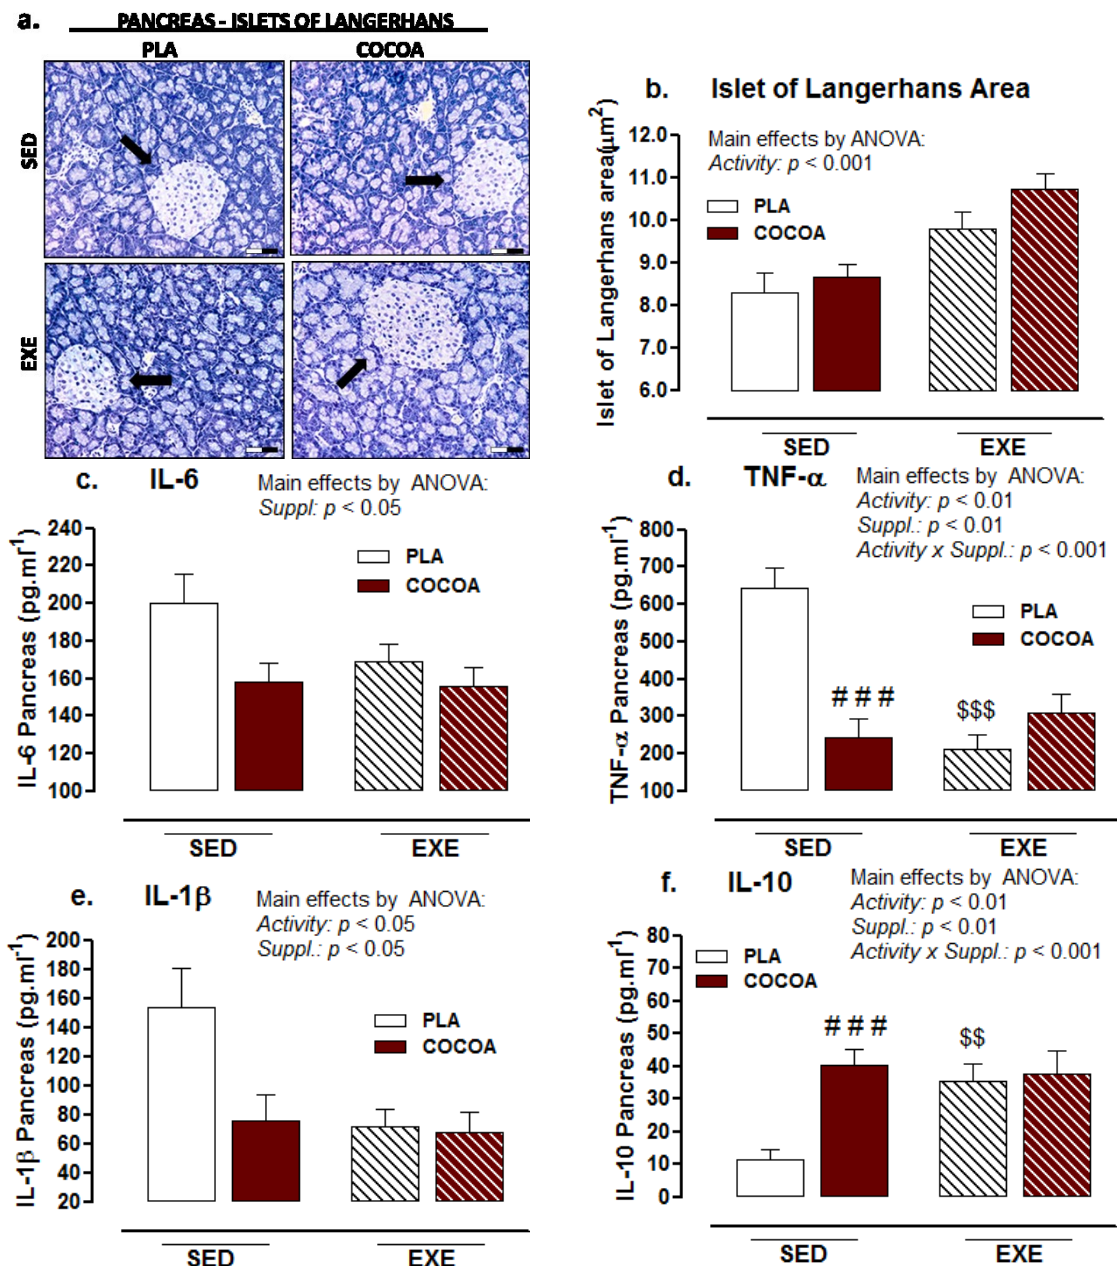 a.
PANCREAS - ISLETS OF LANGERHANS
PLA COCOA
SED
EXE
b. Islet of Langerhans Area
Main effects by ANOVA:
Activity: p < 0.001
PLA
COCOA
Islet of Langerhans area(µm²)
12.0
11.0
10.0
9.0
8.0
7.0
6.0
SED EXE
c. IL-6
Main effects by ANOVA:
Suppl: p < 0.05
PLA
COCOA
IL-6 Pancreas (pg.ml⁻¹)
240
220
200
180
160
140
120
100
SED EXE
d. TNF-α
Main effects by ANOVA:
Activity: p < 0.01
Suppl.: p < 0.01
Activity x Suppl.: p < 0.001
PLA
COCOA
TNF-α Pancreas (pg.ml⁻¹)
800
700
600
500
400
300
200
100
# # #
$$$
SED EXE
e. IL-1β
Main effects by ANOVA:
Activity: p < 0.05
Suppl.: p < 0.05
PLA
COCOA
IL-1β Pancreas (pg.ml⁻¹)
200
180
160
140
120
100
80
60
40
20
SED EXE
f. IL-10
Main effects by ANOVA:
Activity: p < 0.01
Suppl.: p < 0.01
Activity x Suppl.: p < 0.001
PLA
COCOA
IL-10 Pancreas (pg.ml⁻¹)
80
70
60
50
40
30
20
10
0
# # #
$$
SED EXE